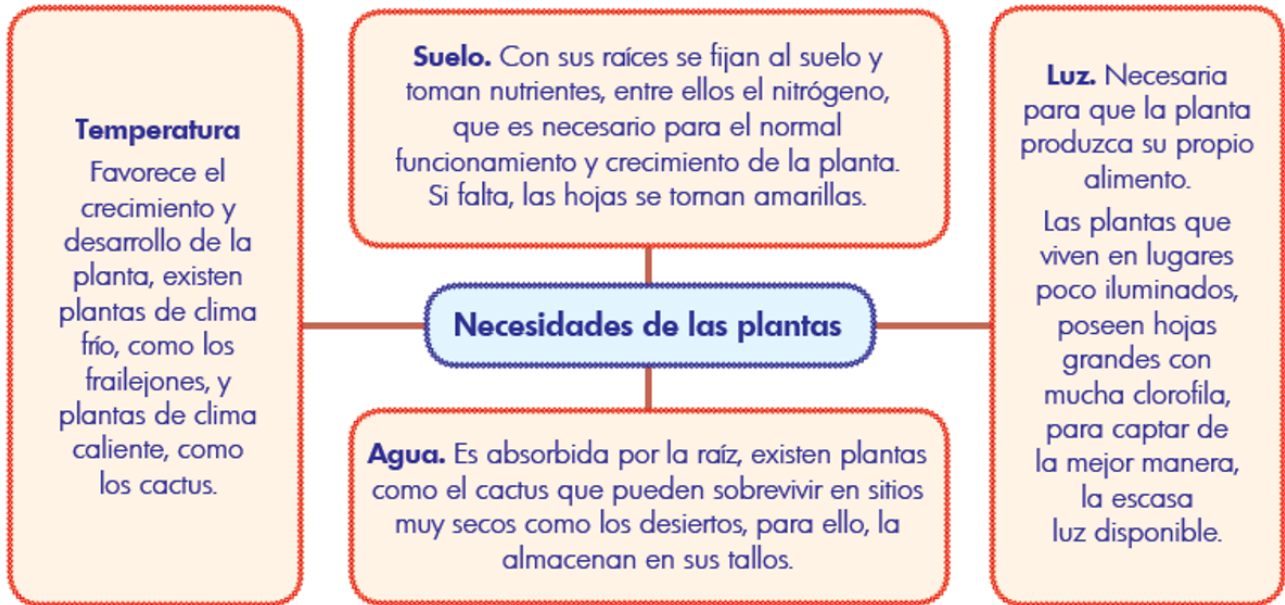 Temperatura
Favorece el
crecimiento y
desarrollo de la
planta, existen
plantas de clima
frío, como los
frailejones, y
plantas de clima
caliente, como
los cactus.
Suelo. Con sus raíces se fijan al suelo y
toman nutrientes, entre ellos el nitrógeno,
que es necesario para el normal
funcionamiento y crecimiento de la planta.
Si falta, las hojas se tornan amarillas.
Necesidades de las plantas
Agua. Es absorbida por la raíz, existen plantas
como el cactus que pueden sobrevivir en sitios
muy secos como los desiertos, para ello, la
almacenan en sus tallos.
Luz. Necesaria
para que la planta
produzca su propio
alimento.
Las plantas que
viven en lugares
poco iluminados,
poseen hojas
grandes con
mucha clorofila,
para captar de
la mejor manera,
la escasa
luz disponible.